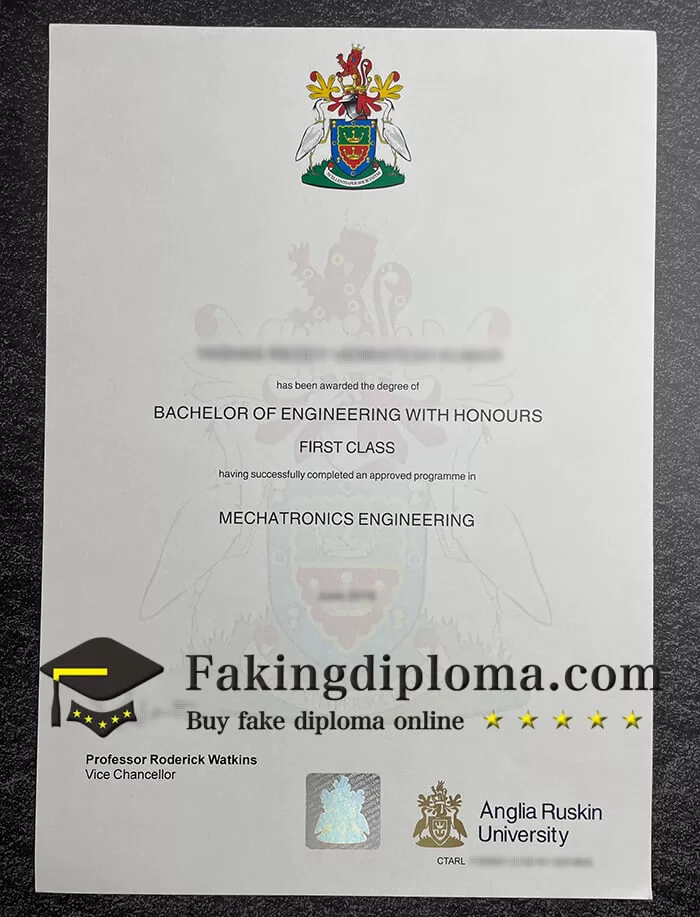 has been awarded the degree of
BACHELOR OF ENGINEERING WITH HONOURS
FIRST CLASS
having successfully completed an approved programme in
MECHATRONICS ENGINEERING
Fakingdiploma.com
Buy fake diploma online
Professor Roderick Watkins
Vice Chancellor
Anglia Ruskin
University
CTARL